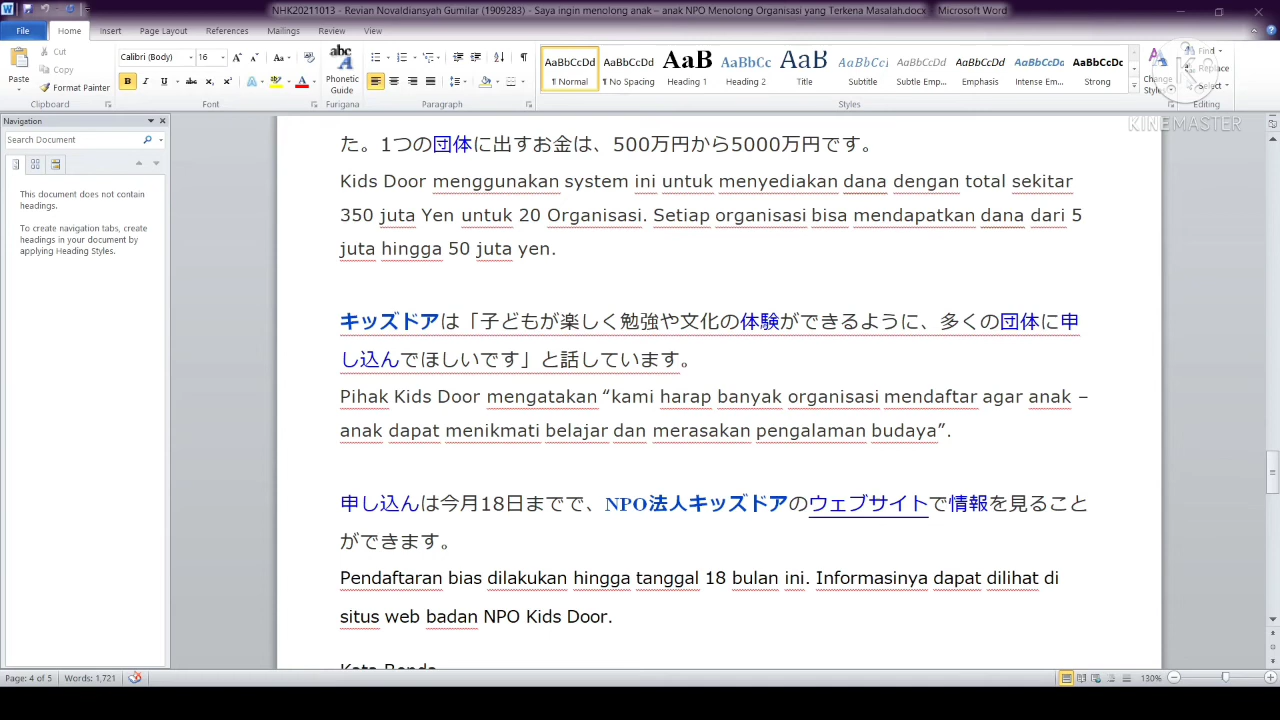 NHK20211013 - Revian Novaldiansyah Gumilar (1909283) - Saya ingin menolong anak – anak NPO Menolong Organisasi yang Terkena Masalah.docx - Microsoft Word
File Home Insert Page Layout References Mailings Review View
Cut
Copy
Format Painter
Paste
Clipboard
Calibri (Body) 16
Font
Phonetic Guide
Furigana
Paragraph
AaBbCcDd AaBbCcDd AaB AaBbCc AaB AaBbCcI AaBbCcDd AaBbCcDd AaBbCcDd AaBbCcDd
¶ Normal ¶ No Spacing Heading 1 Heading 2 Title Subtitle Subtle Emp... Emphasis Intense Em... Strong
Styles
Change
Find
Replace
Select
Editing
KINEMASTER
Navigation
Search Document
This document does not contain
headings.
To create navigation tabs, create
headings in your document by
applying Heading Styles.
た。1つの団体に出すお金は、500万円から5000万円です。
Kids Door menggunakan system ini untuk menyediakan dana dengan total sekitar
350 juta Yen untuk 20 Organisasi. Setiap organisasi bisa mendapatkan dana dari 5
juta hingga 50 juta yen.
キッズドアは「子どもが楽しく勉強や文化の体験ができるように、多くの団体に申
し込んでほしいです」と話しています。
Pihak Kids Door mengatakan “kami harap banyak organisasi mendaftar agar anak –
anak dapat menikmati belajar dan merasakan pengalaman budaya”.
申し込んは今月18日までで、NPO法人キッズドアのウェブサイトで情報を見ること
ができます。
Pendaftaran bias dilakukan hingga tanggal 18 bulan ini. Informasinya dapat dilihat di
situs web badan NPO Kids Door.
Kata Benda
Page: 4 of 5 Words: 1,721 130%